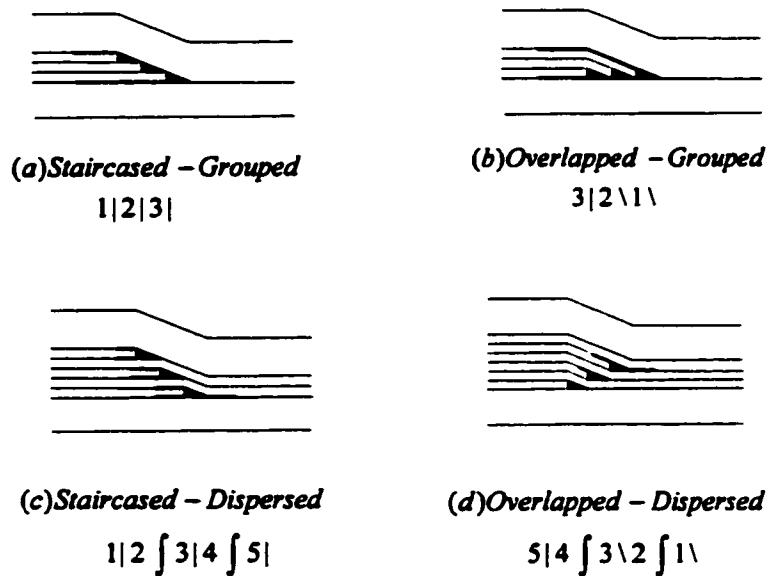 (a)Staircased – Grouped
1|2|3|
(b)Overlapped – Grouped
3|2\1\
(c)Staircased – Dispersed
1|2 ∫ 3|4 ∫ 5|
(d)Overlapped – Dispersed
5|4 ∫ 3\2 ∫ 1\